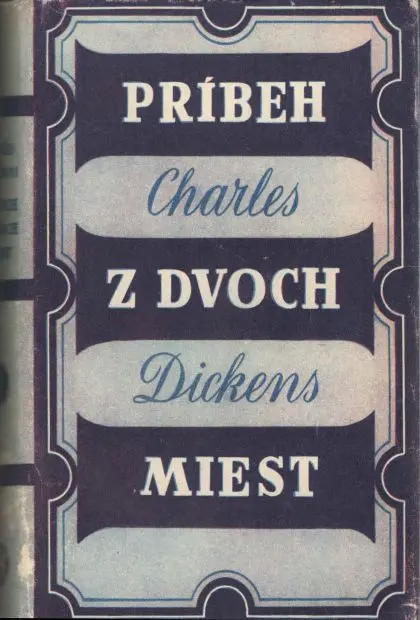 PRÍBEH
Charles
Z DVOCH
Dickens
MIEST